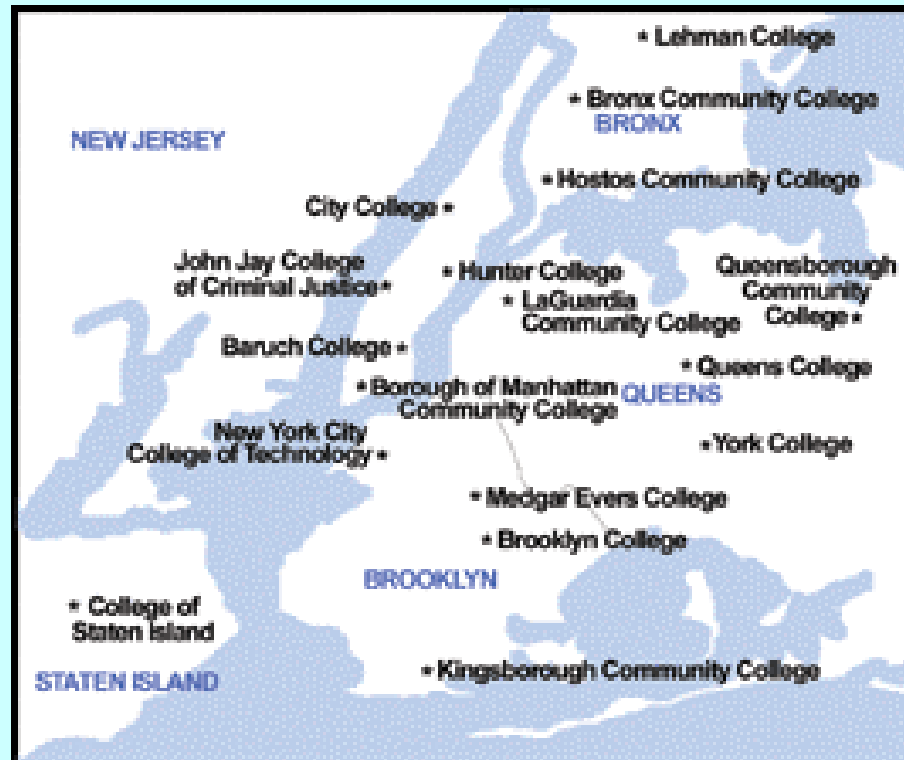 Lehman College
Bronx Community College
BRONX
NEW JERSEY
Hostos Community College
City College
John Jay College
of Criminal Justice
Hunter College
Queensborough
Community
College
LaGuardia
Community College
Baruch College
Queens College
Borough of Manhattan
Community College
QUEENS
New York City
College of Technology
York College
Medgar Evers College
Brooklyn College
BROOKLYN
College of
Staten Island
STATEN ISLAND
Kingsborough Community College